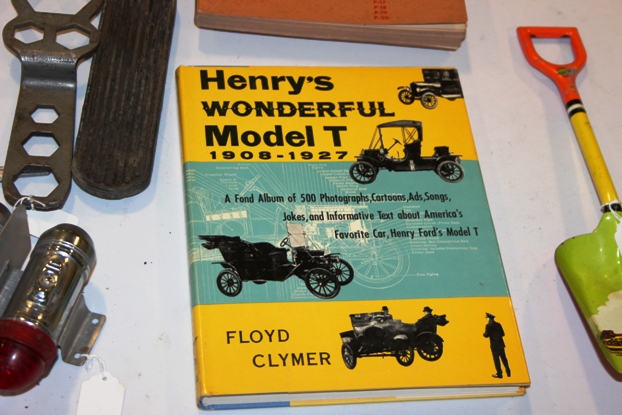 Henry's
WONDERFUL
Model T
1908-1927
A Fond Album of 500 Photographs, Cartoons, Ads, Songs,
Jokes, and Informative Text about America's
Favorite Car, Henry Ford's Model T
FLOYD
CLYMER